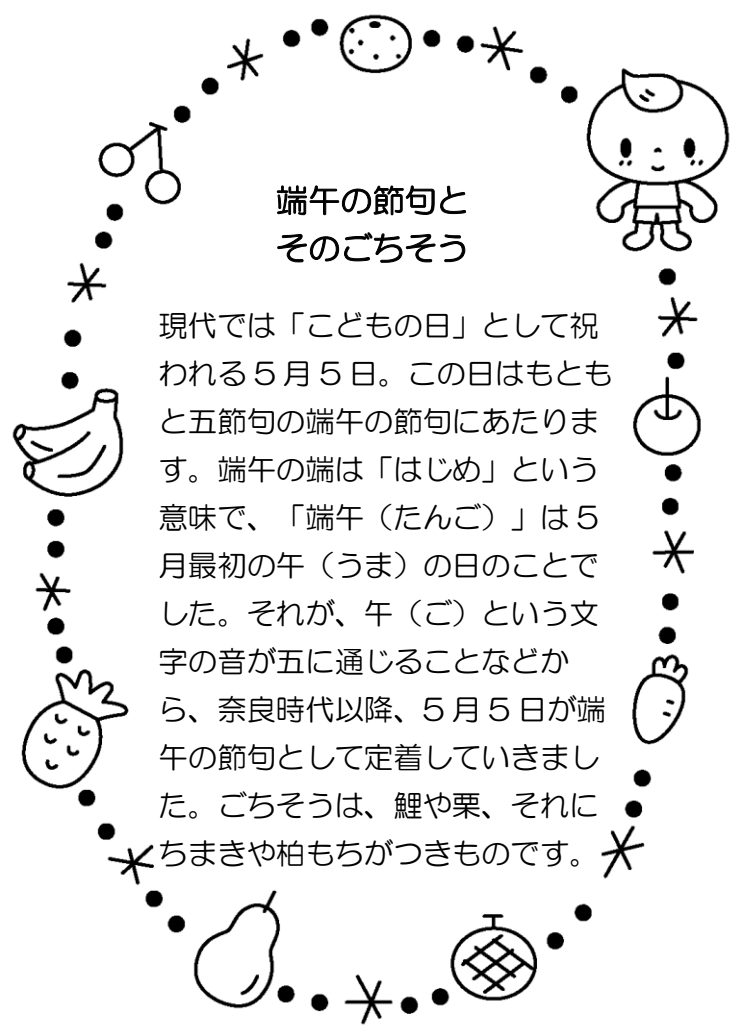 端午の節句と
そのごちそう
現代では「こどもの日」として祝
われる５月５日。この日はもとも
と五節句の端午の節句にあたりま
す。端午の端は「はじめ」という
意味で、「端午（たんご）」は５
月最初の午（うま）の日のことで
した。それが、午（ご）という文
字の音が五に通じることなどか
ら、奈良時代以降、５月５日が端
午の節句として定着していきまし
た。ごちそうは、鯉や栗、それに
ちまきや柏もちがつきものです。